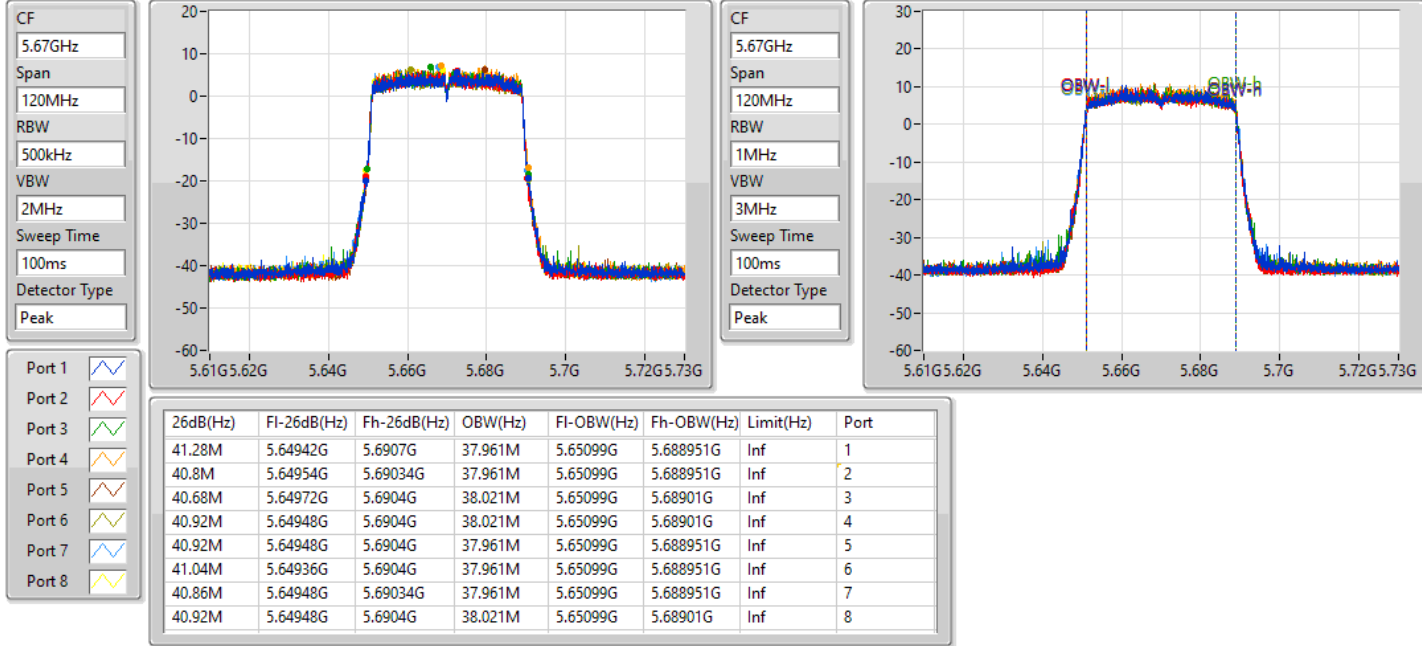 CF
5.67GHz
Span
120MHz
RBW
500kHz
VBW
2MHz
Sweep Time
100ms
Detector Type
Peak
20
10
0
-10
-20
-30
-40
-50
-60
5.61G 5.62G 5.64G 5.66G 5.68G 5.7G 5.72G 5.73G
CF
5.67GHz
Span
120MHz
RBW
1MHz
VBW
3MHz
Sweep Time
100ms
Detector Type
Peak
30
20
10
0
-10
-20
-30
-40
-50
-60
OBW-l OBW-h
OBW-h
5.61G 5.62G 5.64G 5.66G 5.68G 5.7G 5.72G 5.73G
Port 1
Port 2
Port 3
Port 4
Port 5
Port 6
Port 7
Port 8
26dB(Hz) Fl-26dB(Hz) Fh-26dB(Hz) OBW(Hz) Fl-OBW(Hz) Fh-OBW(Hz) Limit(Hz) Port
41.28M 5.64942G 5.6907G 37.961M 5.65099G 5.688951G Inf 1
40.8M 5.64954G 5.69034G 37.961M 5.65099G 5.688951G Inf 2
40.68M 5.64972G 5.6904G 38.021M 5.65099G 5.68901G Inf 3
40.92M 5.64948G 5.6904G 38.021M 5.65099G 5.68901G Inf 4
40.92M 5.64948G 5.6904G 37.961M 5.65099G 5.688951G Inf 5
41.04M 5.64936G 5.6904G 37.961M 5.65099G 5.688951G Inf 6
40.86M 5.64948G 5.69034G 37.961M 5.65099G 5.688951G Inf 7
40.92M 5.64948G 5.6904G 38.021M 5.65099G 5.68901G Inf 8